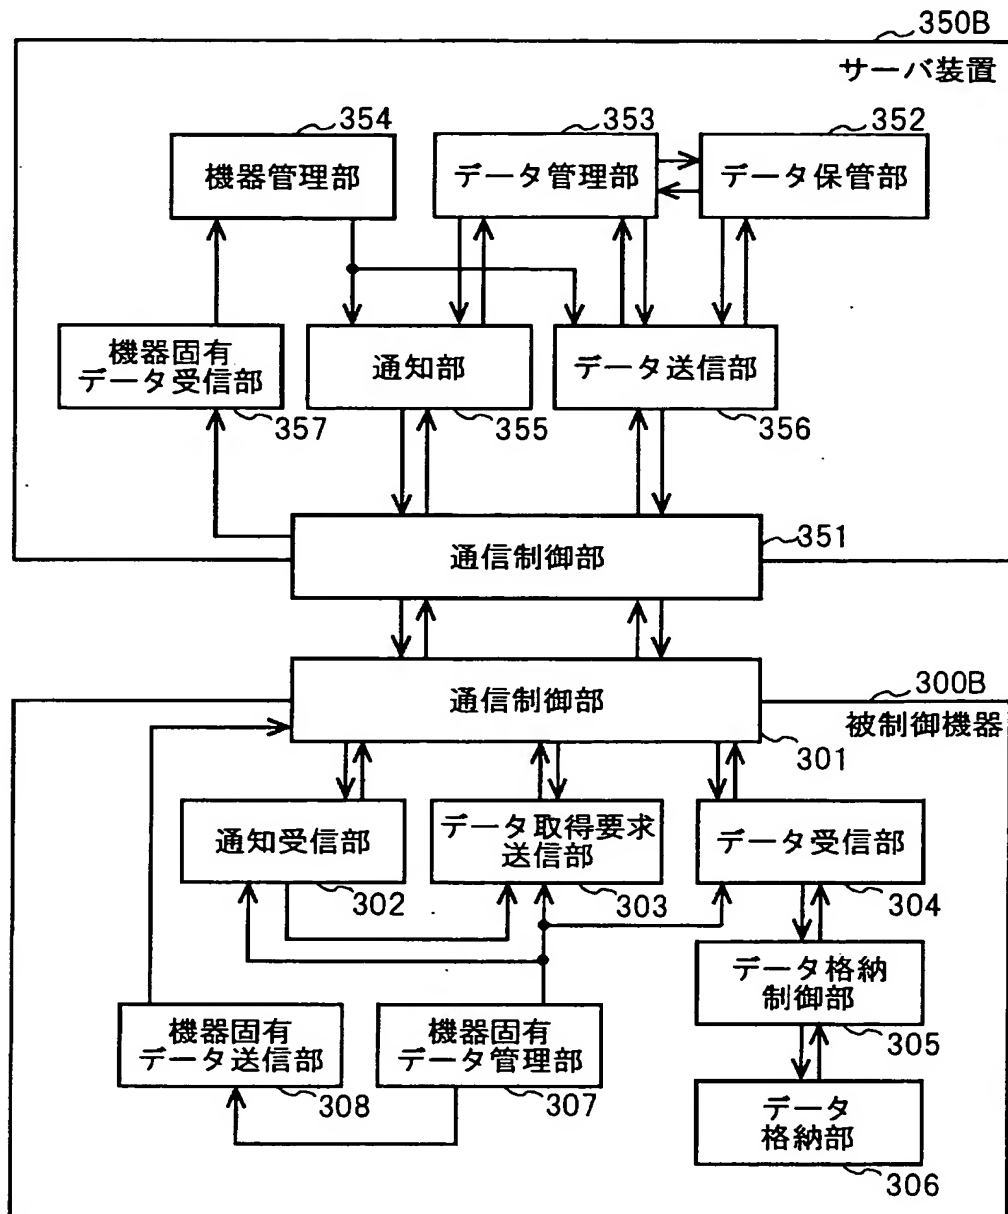 350B
サーバ装置
354
353
352
機器管理部
データ管理部
データ保管部
機器固有
データ受信部
通知部
データ送信部
357
355
356
通信制御部
351
通信制御部
300B
被制御機器
301
通知受信部
データ取得要求
送信部
データ受信部
302
303
304
データ格納
制御部
305
機器固有
データ送信部
機器固有
データ管理部
308
307
データ
格納部
306